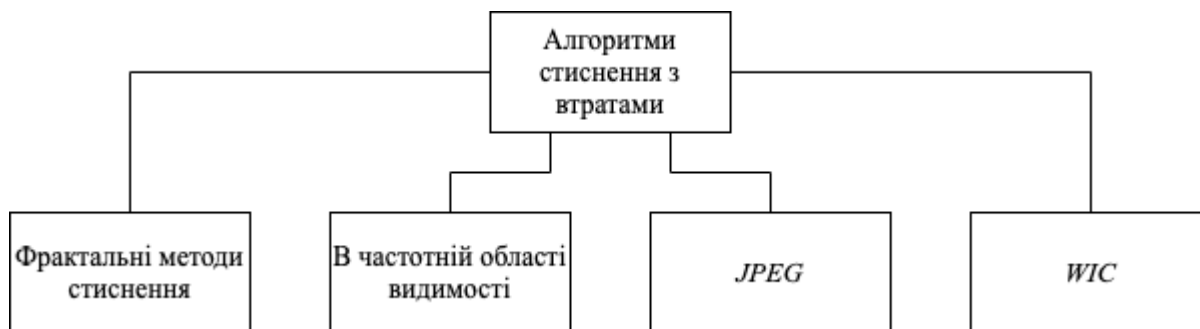 Алгоритми
стиснення з
втратами
Фрактальні методи
стиснення
В частотній області
видимості
JPEG
WIC